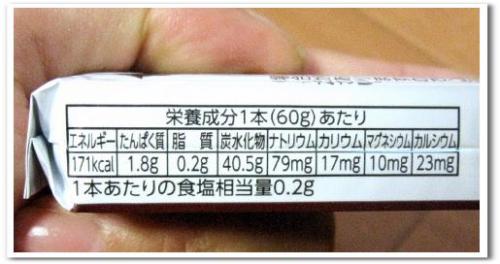 栄養成分1本(60g)あたり
エネルギー たんぱく質 脂 質 炭水化物 ナトリウム カリウム マグネシウム カルシウム
171kcal 1.8g 0.2g 40.5g 79mg 17mg 10mg 23mg
1本あたりの食塩相当量0.2g